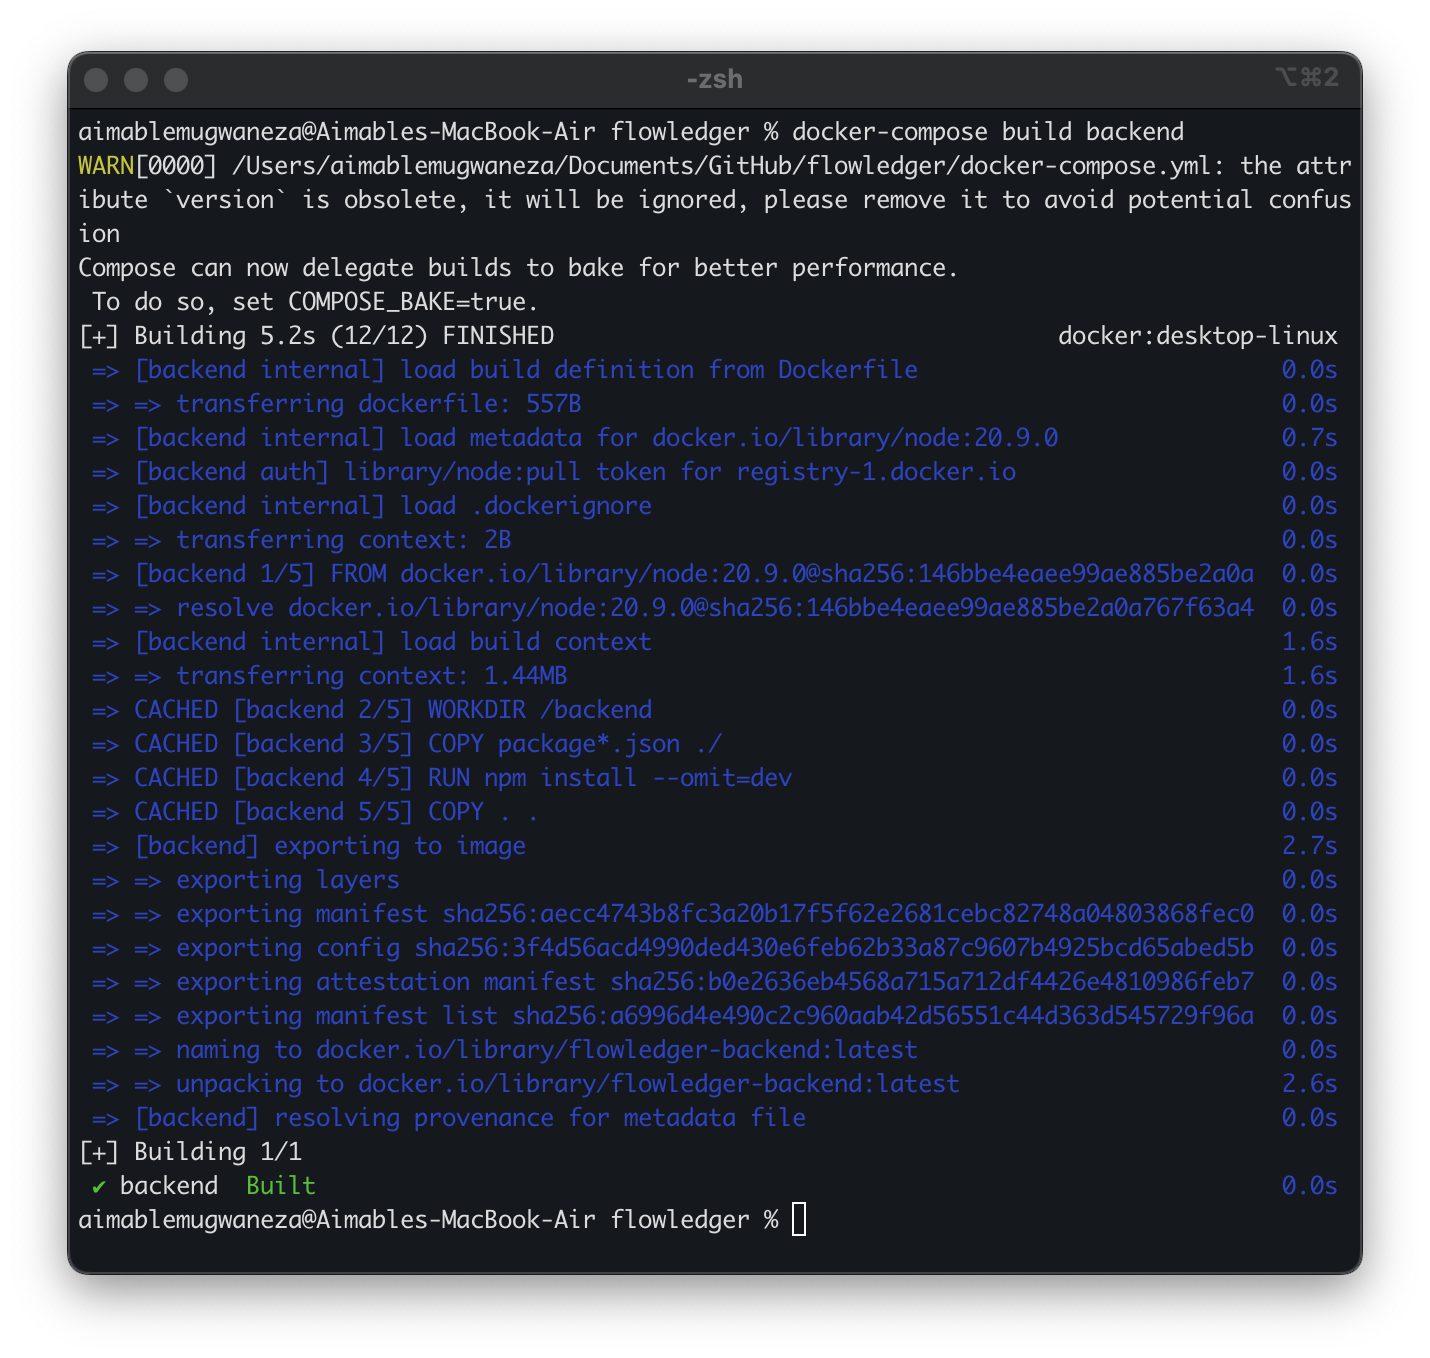 -zsh
⌥⌘2
aimablemugwaneza@Aimables-MacBook-Air flowledger % docker-compose build backend
WARN[0000] /Users/aimablemugwaneza/Documents/GitHub/flowledger/docker-compose.yml: the attr
ibute `version` is obsolete, it will be ignored, please remove it to avoid potential confus
ion
Compose can now delegate builds to bake for better performance.
 To do so, set COMPOSE_BAKE=true.
[+] Building 5.2s (12/12) FINISHED docker:desktop-linux
 => [backend internal] load build definition from Dockerfile 0.0s
 => => transferring dockerfile: 557B 0.0s
 => [backend internal] load metadata for docker.io/library/node:20.9.0 0.7s
 => [backend auth] library/node:pull token for registry-1.docker.io 0.0s
 => [backend internal] load .dockerignore 0.0s
 => => transferring context: 2B 0.0s
 => [backend 1/5] FROM docker.io/library/node:20.9.0@sha256:146bbe4eaee99ae885be2a0a 0.0s
 => => resolve docker.io/library/node:20.9.0@sha256:146bbe4eaee99ae885be2a0a767f63a4 0.0s
 => [backend internal] load build context 1.6s
 => => transferring context: 1.44MB 1.6s
 => CACHED [backend 2/5] WORKDIR /backend 0.0s
 => CACHED [backend 3/5] COPY package*.json ./ 0.0s
 => CACHED [backend 4/5] RUN npm install --omit=dev 0.0s
 => CACHED [backend 5/5] COPY . . 0.0s
 => [backend] exporting to image 2.7s
 => => exporting layers 0.0s
 => => exporting manifest sha256:aecc4743b8fc3a20b17f5f62e2681cebc82748a04803868fec0 0.0s
 => => exporting config sha256:3f4d56acd4990ded430e6feb62b33a87c9607b4925bcd65abed5b 0.0s
 => => exporting attestation manifest sha256:b0e2636eb4568a715a712df4426e4810986feb7 0.0s
 => => exporting manifest list sha256:a6996d4e490c2c960aab42d56551c44d363d545729f96a 0.0s
 => => naming to docker.io/library/flowledger-backend:latest 0.0s
 => => unpacking to docker.io/library/flowledger-backend:latest 2.6s
 => [backend] resolving provenance for metadata file 0.0s
[+] Building 1/1
 ✔ backend  Built 0.0s
aimablemugwaneza@Aimables-MacBook-Air flowledger %